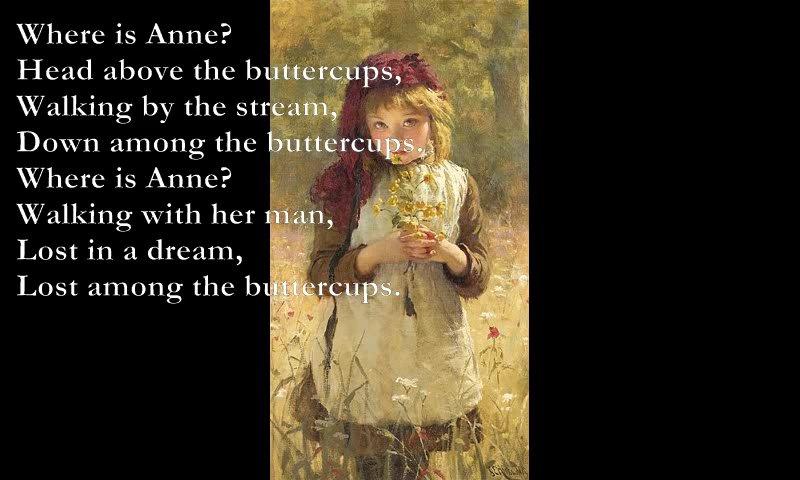 Where is Anne?
Head above the buttercups,
Walking by the stream,
Down among the buttercups.
Where is Anne?
Walking with her man,
Lost in a dream,
Lost among the buttercups.